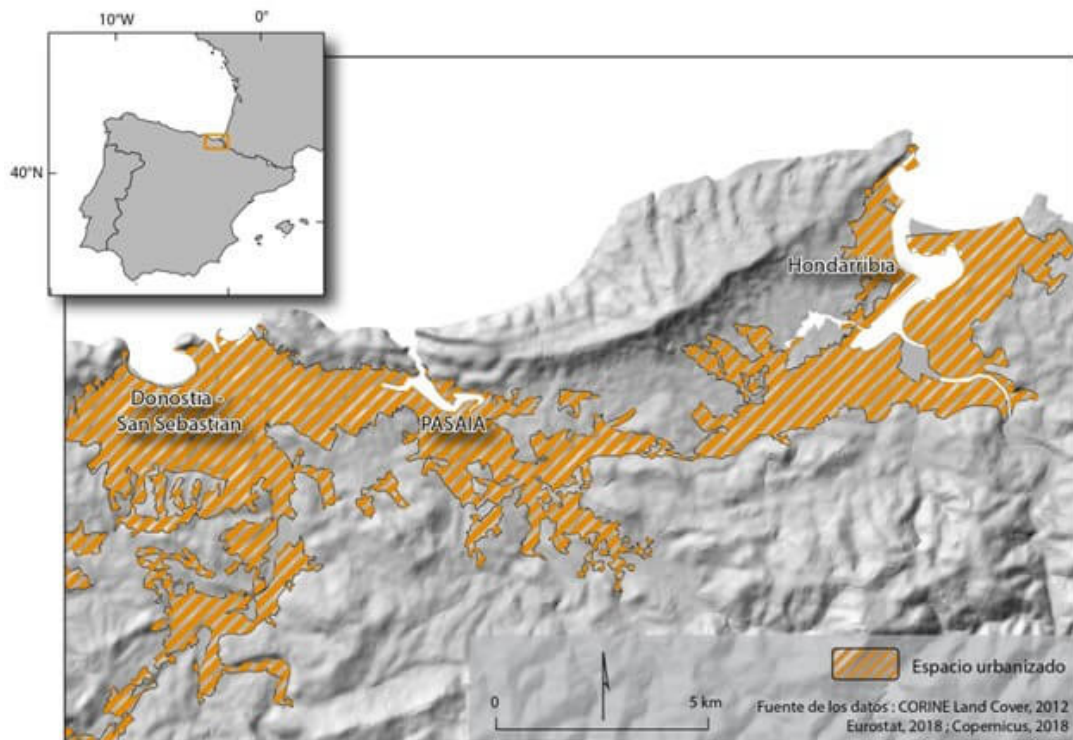 10°W
0°
40°N
Hondarribia
Donostia -
San Sebastian
PASAIA
Espacio urbanizado
0
5 km
Fuente de los datos : CORINE Land Cover, 2012
Eurostat, 2018 ; Copernicus, 2018